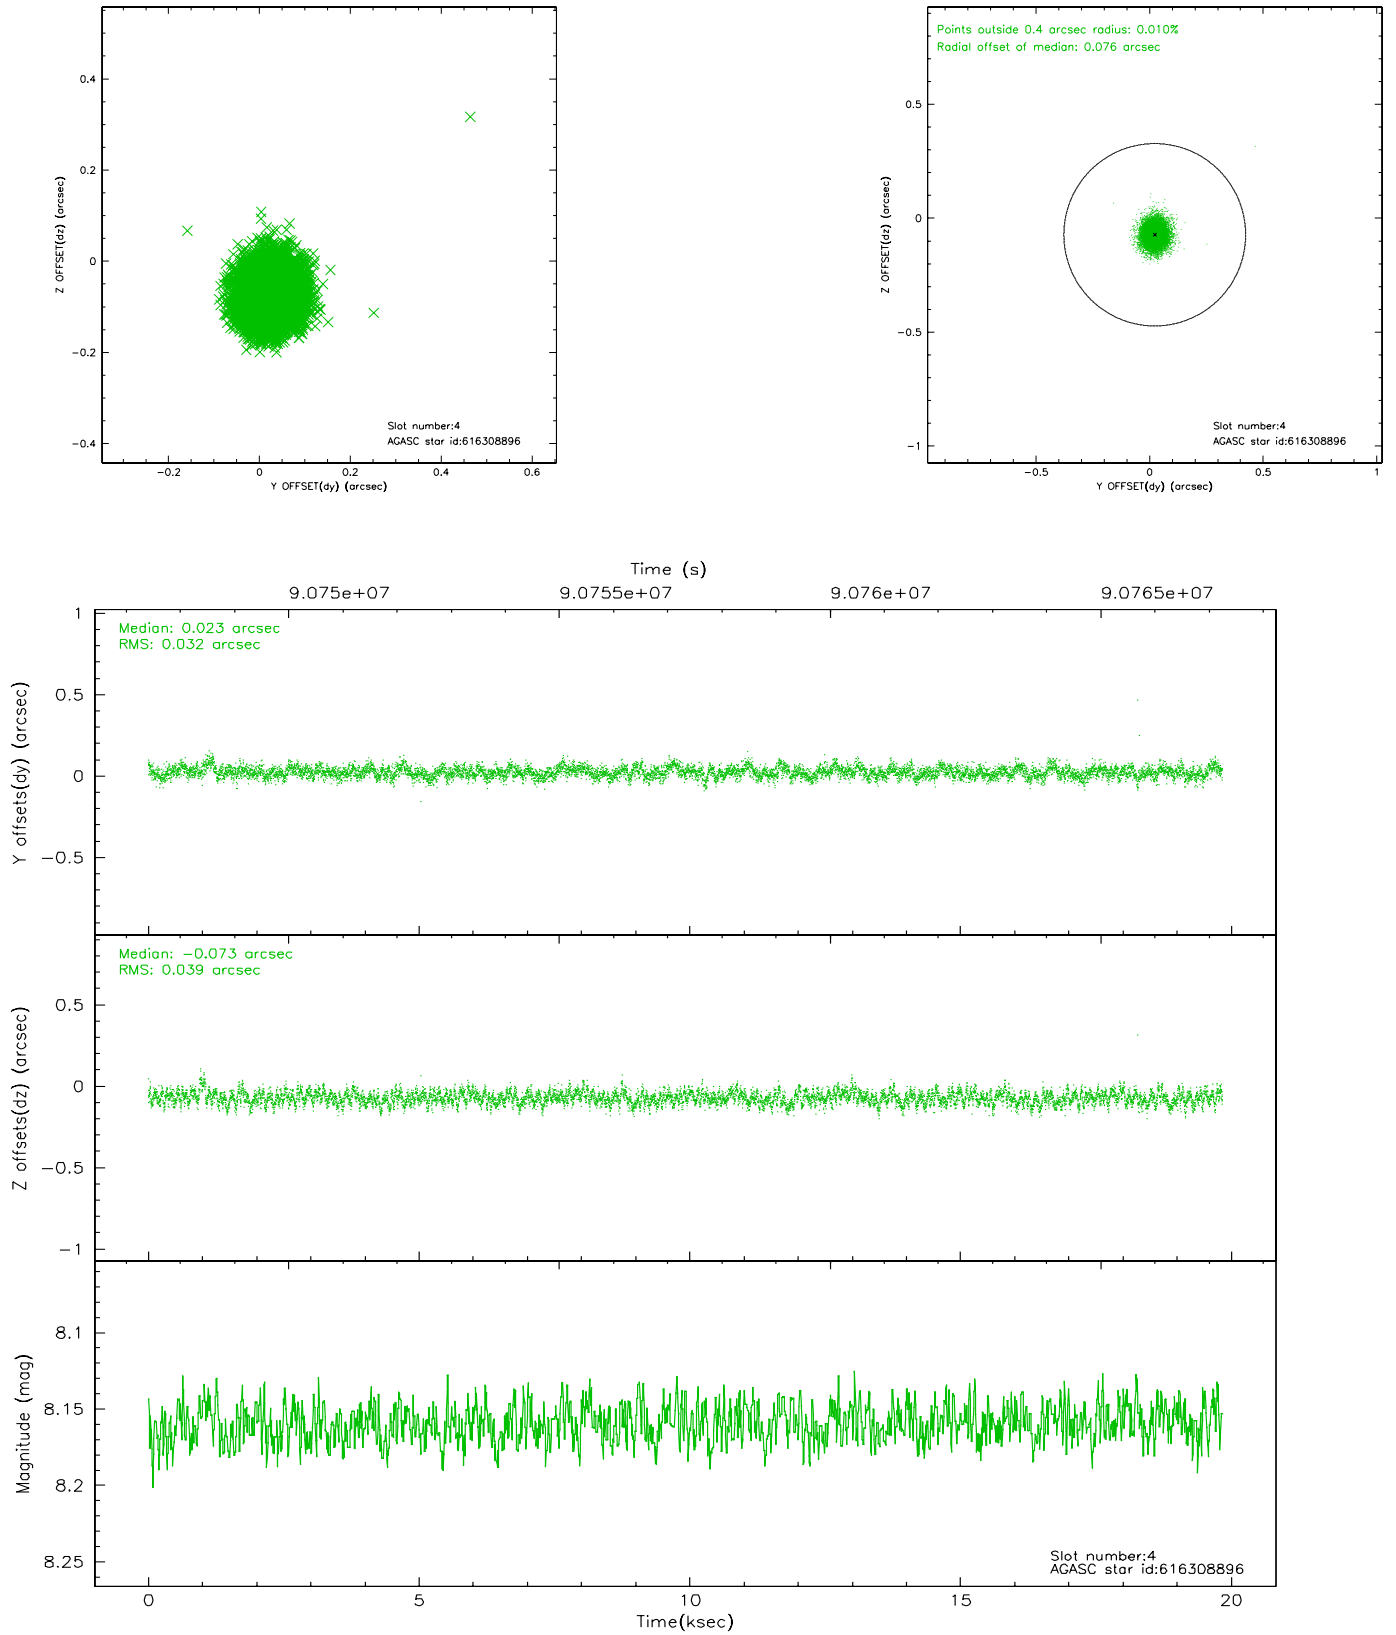 0.4
0.2
0
−0.2
−0.4
Z OFFSET(dz) (arcsec)
Slot number:4
AGASC star id:616308896
−0.2 0 0.2 0.4 0.6
Y OFFSET(dy) (arcsec)
Points outside 0.4 arcsec radius: 0.010%
Radial offset of median: 0.076 arcsec
0.5
0
−0.5
−1
Z OFFSET(dz) (arcsec)
Slot number:4
AGASC star id:616308896
−0.5 0 0.5 1
Y OFFSET(dy) (arcsec)
Time (s)
9.075e+07 9.0755e+07 9.076e+07 9.0765e+07
Median: 0.023 arcsec
RMS: 0.032 arcsec
1
0.5
0
−0.5
Y offsets(dy) (arcsec)
Median: −0.073 arcsec
RMS: 0.039 arcsec
0.5
0
−0.5
−1
Z offsets(dz) (arcsec)
8.1
8.15
8.2
8.25
Magnitude (mag)
Slot number:4
AGASC star id:616308896
0 5 10 15 20
Time(ksec)